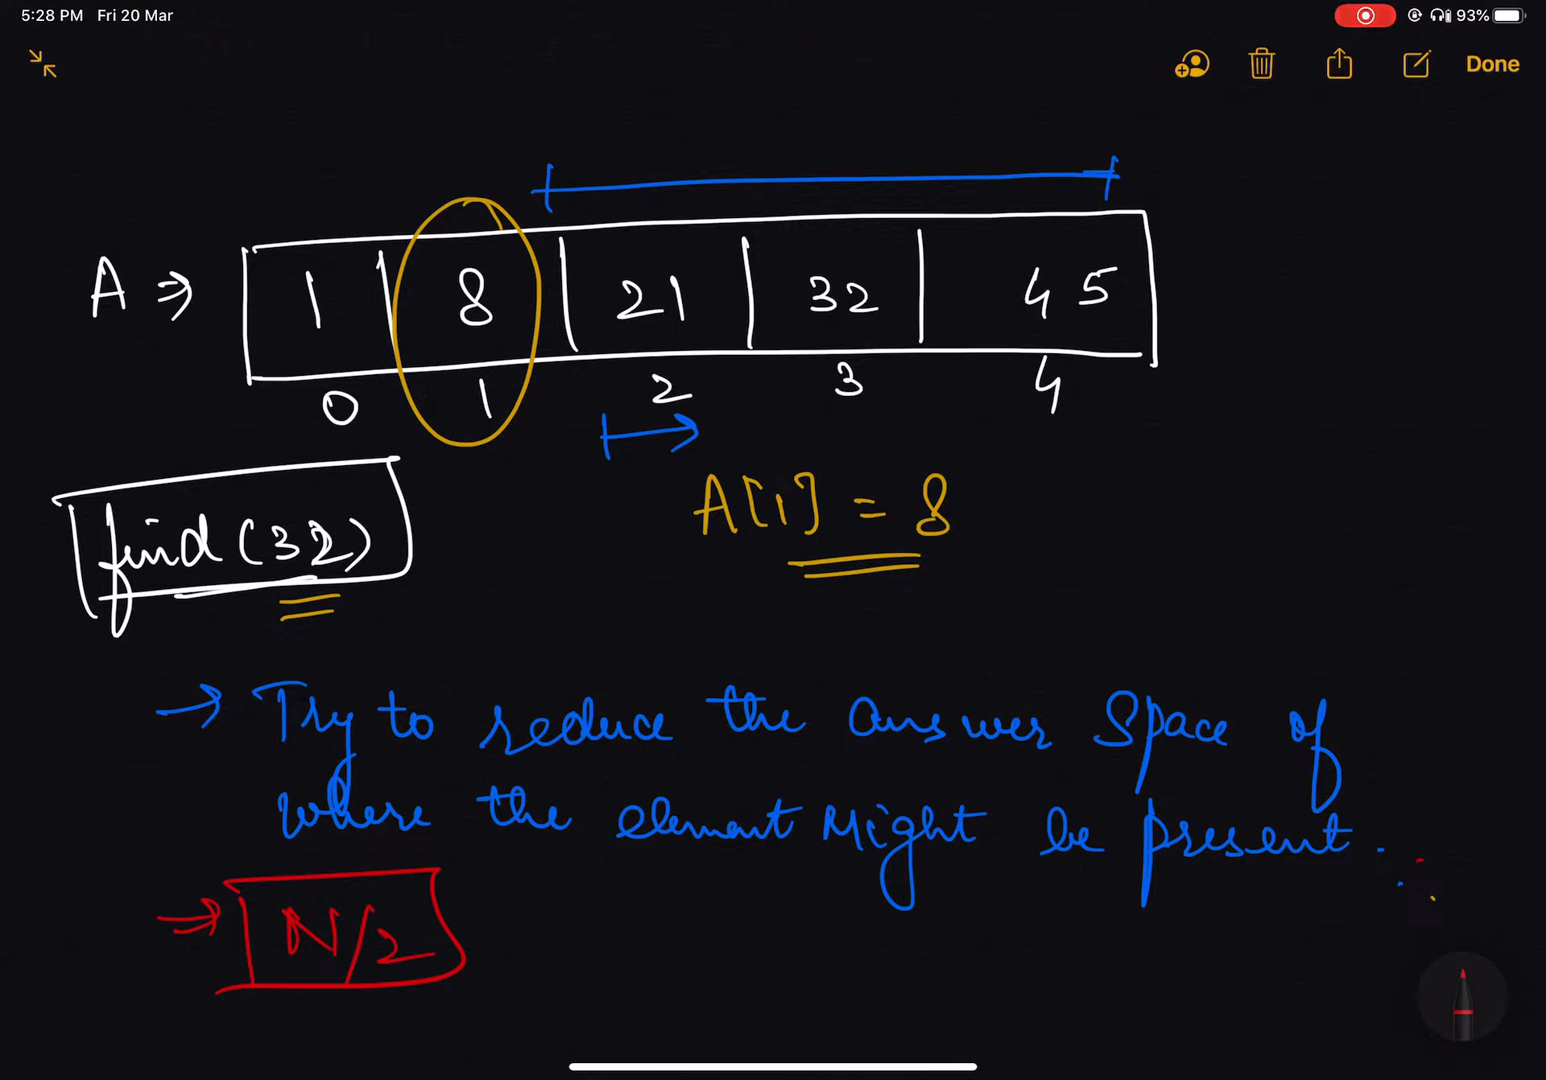 5:28 PM Fri 20 Mar
93%
Done
A ⇒ 1 8 21 32 45
0 1 2 3 4
find(32)
A[1] = 8
→ Try to reduce the answer space of
where the element might be present.
⇒ N/2